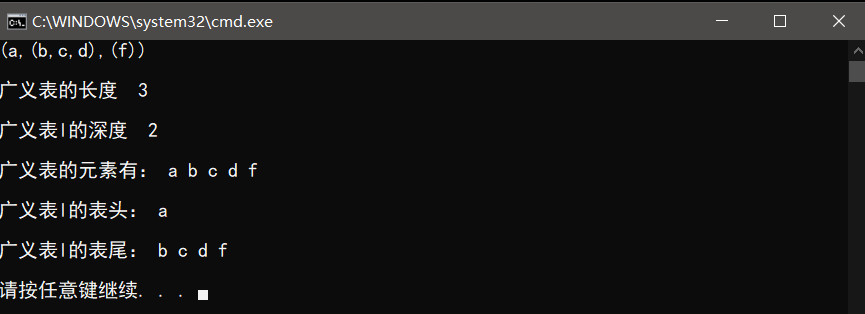 C:\WINDOWS\system32\cmd.exe
(a,(b,c,d),(f))
广义表的长度  3
广义表l的深度  2
广义表的元素有： a b c d f
广义表l的表头： a
广义表l的表尾： b c d f
请按任意键继续. . .